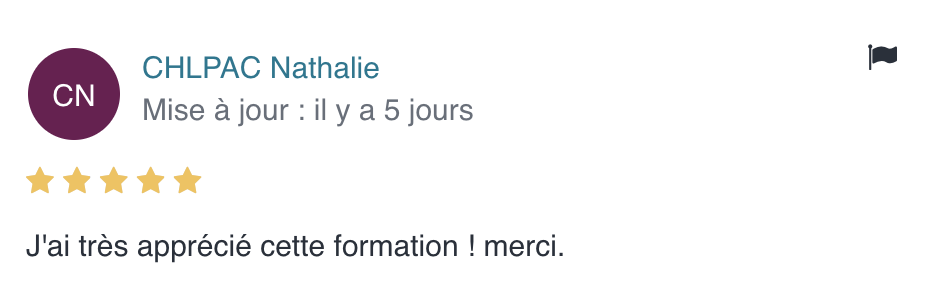 CN
CHLPAC Nathalie
Mise à jour : il y a 5 jours
J'ai très apprécié cette formation ! merci.